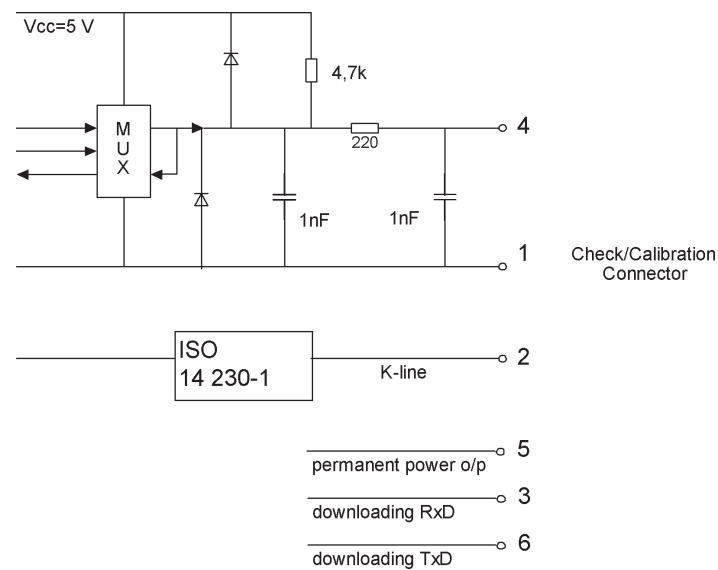 Vcc=5 V
4,7k
M
U
X
220
4
1nF
1nF
1
Check/Calibration
Connector
ISO
14 230-1
K-line
2
permanent power o/p
5
downloading RxD
3
downloading TxD
6